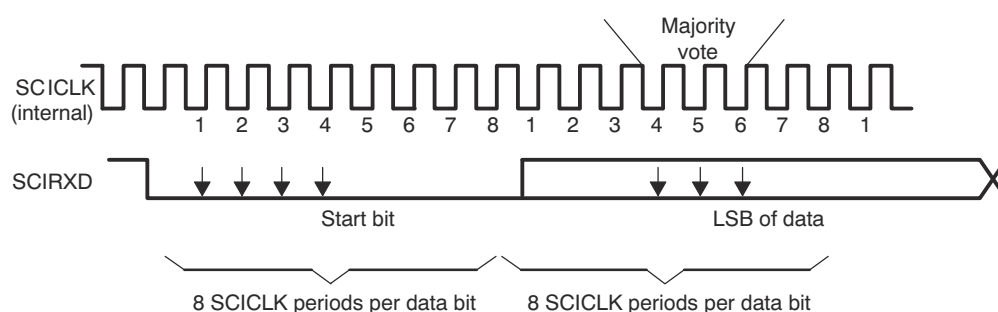 Majority
vote
SCICLK
(internal)
1 2 3 4 5 6 7 8 1 2 3 4 5 6 7 8 1
SCIRXD
Start bit LSB of data
8 SCICLK periods per data bit 8 SCICLK periods per data bit